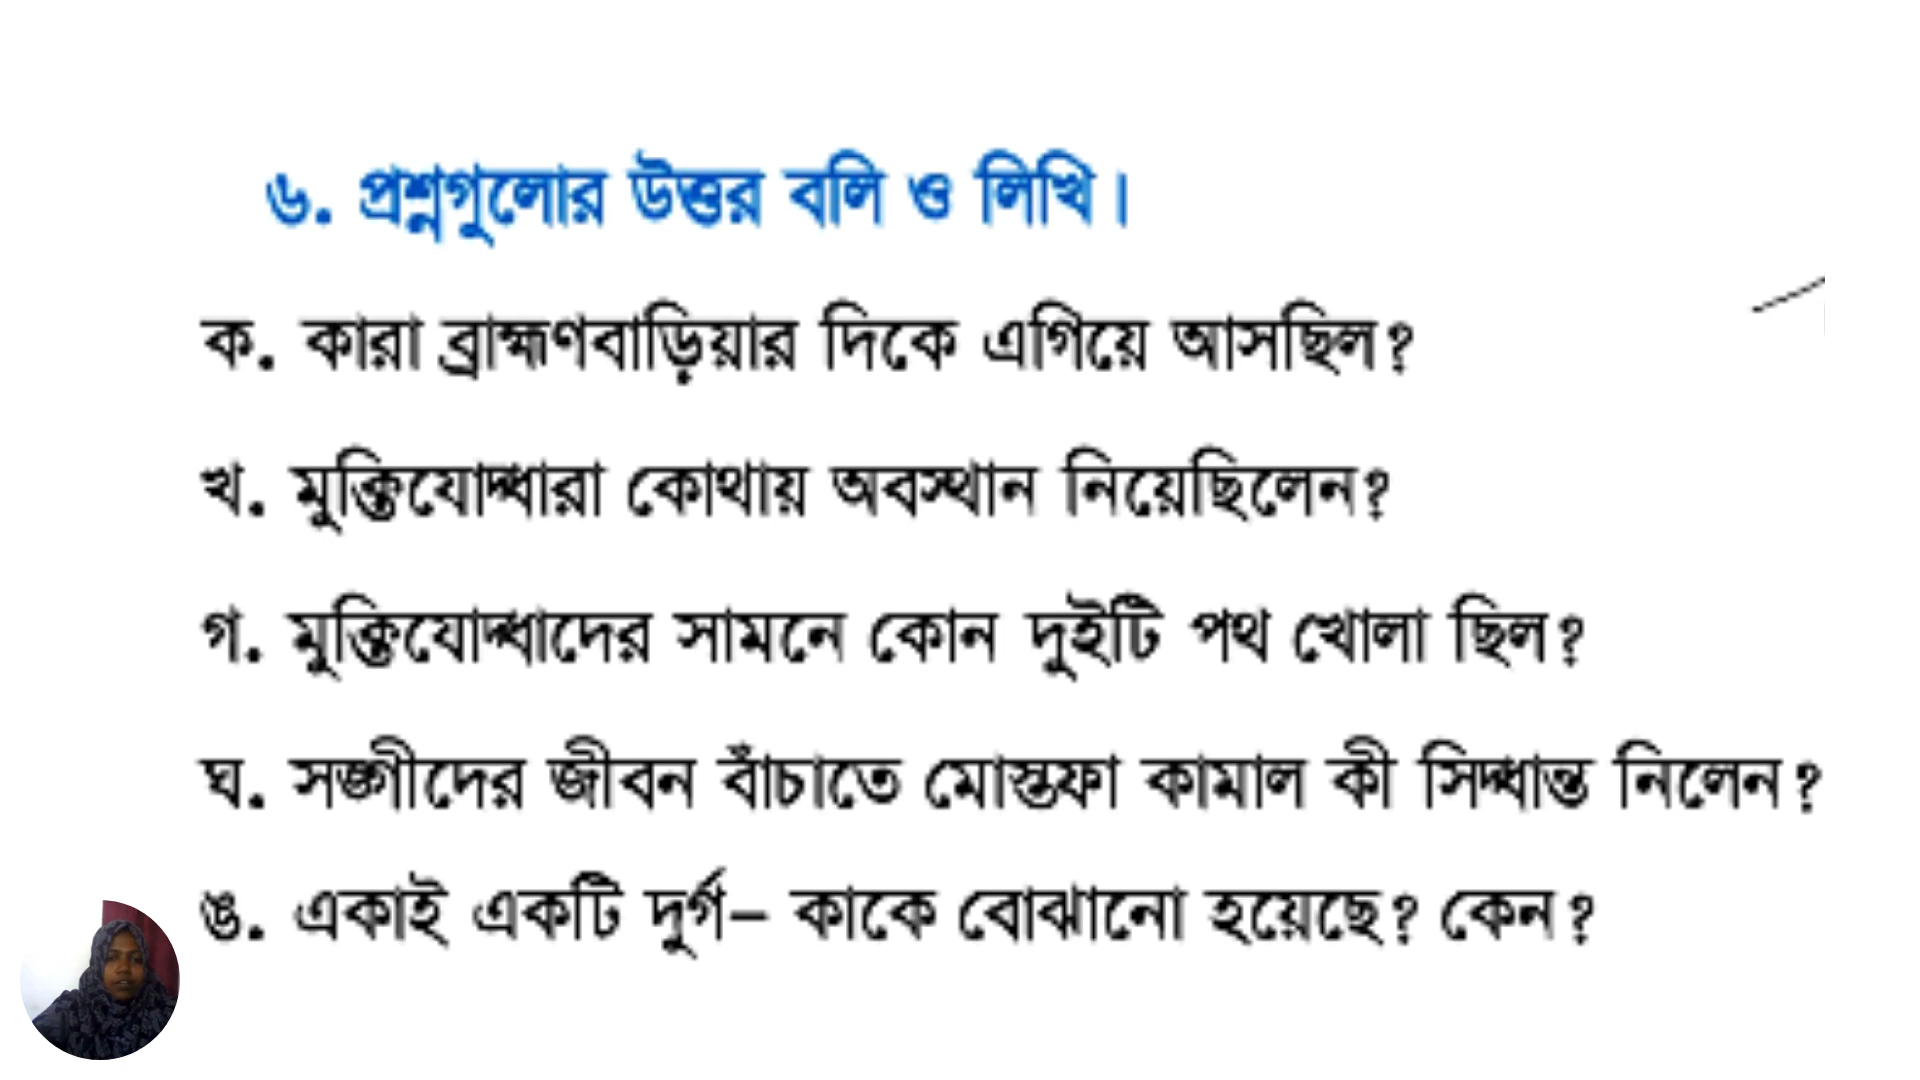 ৬. প্রশ্নগুলোর উত্তর বলি ও লিখি।
ক. কারা ব্রাহ্মণবাড়িয়ার দিকে এগিয়ে আসছিল?
খ. মুক্তিযোদ্ধারা কোথায় অবস্থান নিয়েছিলেন?
গ. মুক্তিযোদ্ধাদের সামনে কোন দুইটি পথ খোলা ছিল?
ঘ. সঙ্গীদের জীবন বাঁচাতে মোস্তফা কামাল কী সিদ্ধান্ত নিলেন?
ঙ. একাই একটি দুর্গ– কাকে বোঝানো হয়েছে? কেন?